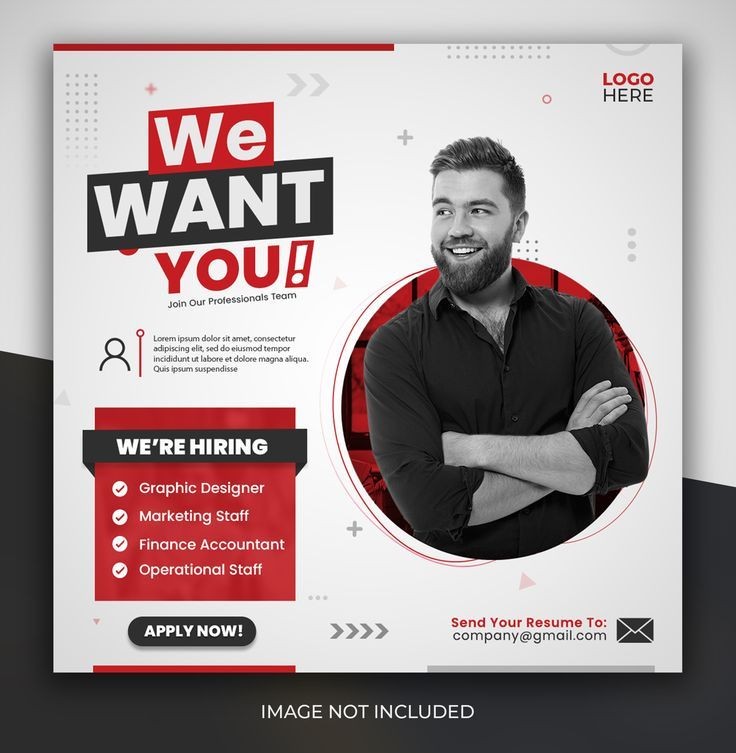 LOGO
HERE
We
WANT
YOU!
Join Our Professionals Team
Lorem ipsum dolor sit amet, consectetur
adipiscing elit, sed do eiusmod tempor
incididunt ut labore et dolore magna aliqua.
Quis ipsum suspendisse
WE'RE HIRING
Graphic Designer
Marketing Staff
Finance Accountant
Operational Staff
APPLY NOW!
Send Your Resume To:
company@gmail.com
IMAGE NOT INCLUDED